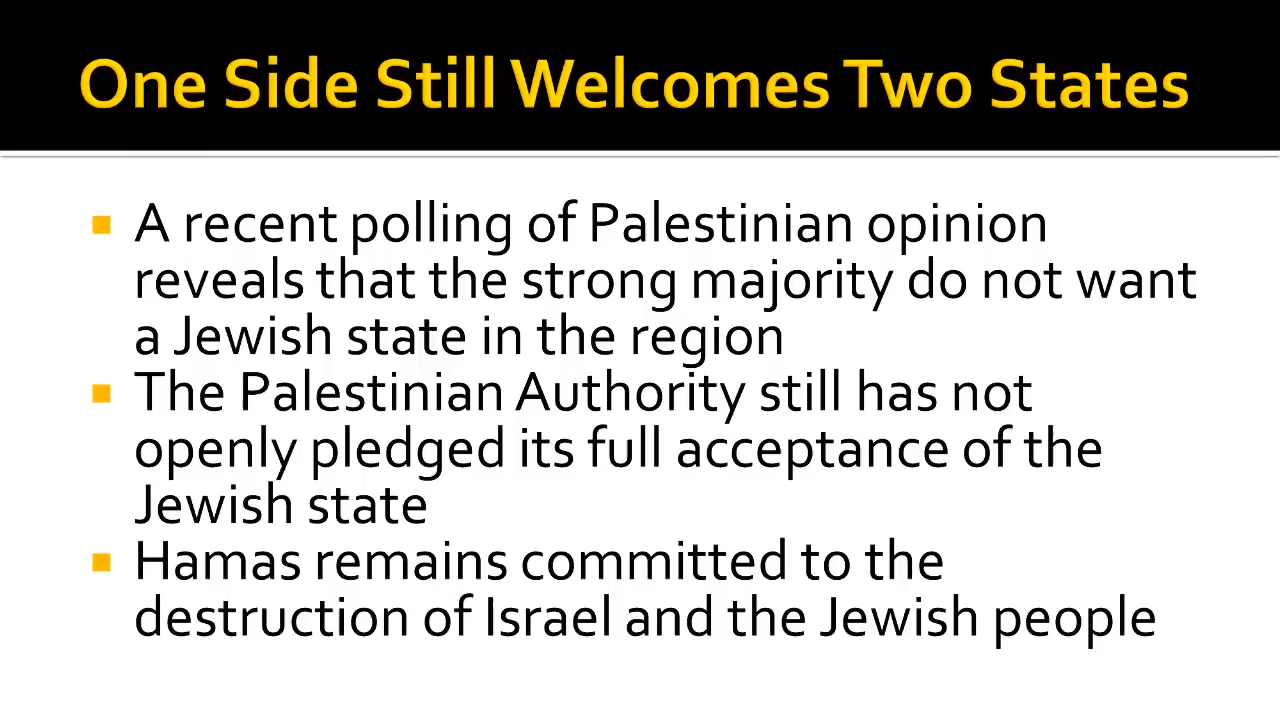 One Side Still Welcomes Two States
A recent polling of Palestinian opinion
reveals that the strong majority do not want
a Jewish state in the region
The Palestinian Authority still has not
openly pledged its full acceptance of the
Jewish state
Hamas remains committed to the
destruction of Israel and the Jewish people